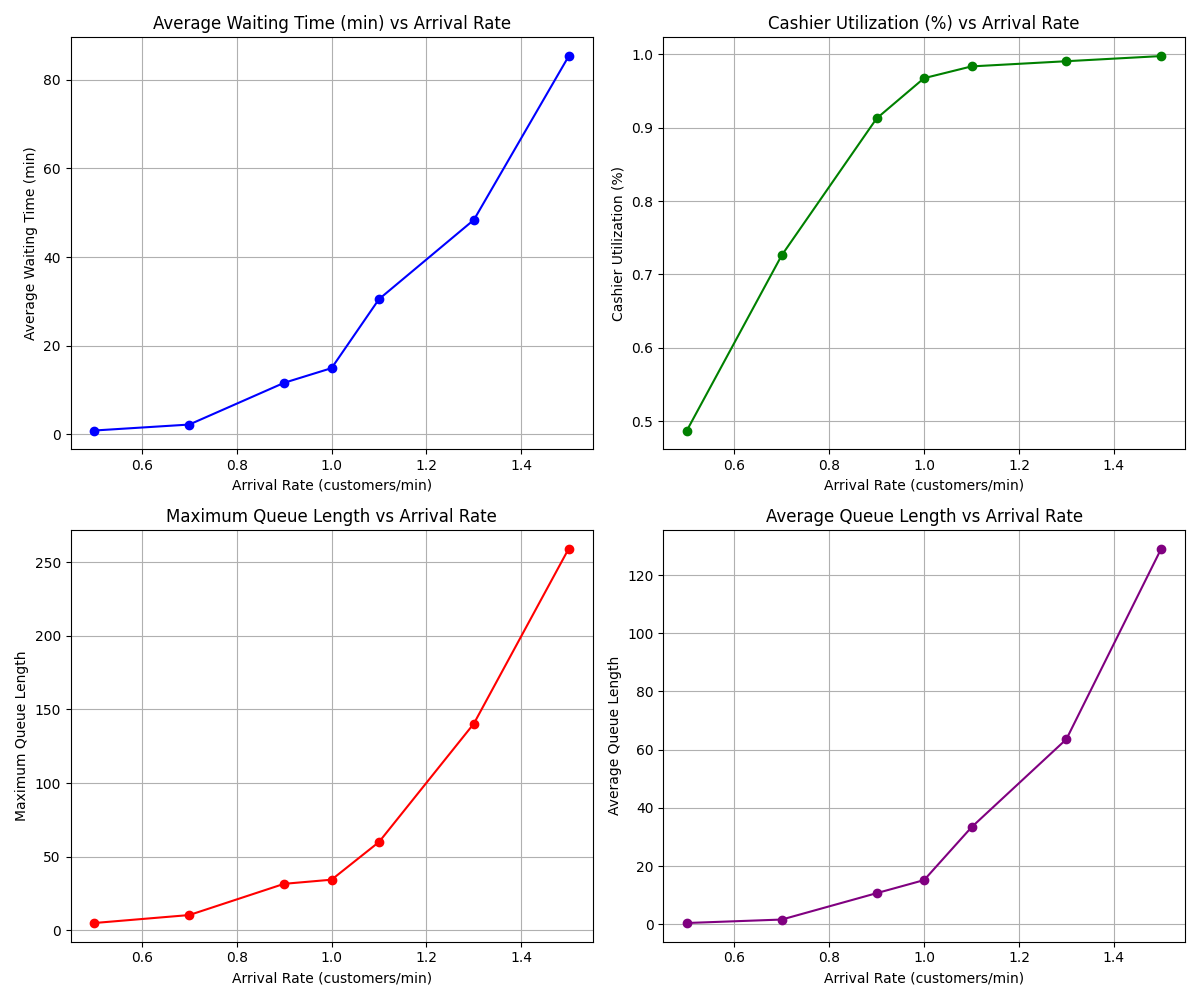 Average Waiting Time (min) vs Arrival Rate
Average Waiting Time (min)
80
60
40
20
0
0.6 0.8 1.0 1.2 1.4
Arrival Rate (customers/min)
Cashier Utilization (%) vs Arrival Rate
Cashier Utilization (%)
1.0
0.9
0.8
0.7
0.6
0.5
0.6 0.8 1.0 1.2 1.4
Arrival Rate (customers/min)
Maximum Queue Length vs Arrival Rate
Maximum Queue Length
250
200
150
100
50
0
0.6 0.8 1.0 1.2 1.4
Arrival Rate (customers/min)
Average Queue Length vs Arrival Rate
Average Queue Length
120
100
80
60
40
20
0
0.6 0.8 1.0 1.2 1.4
Arrival Rate (customers/min)